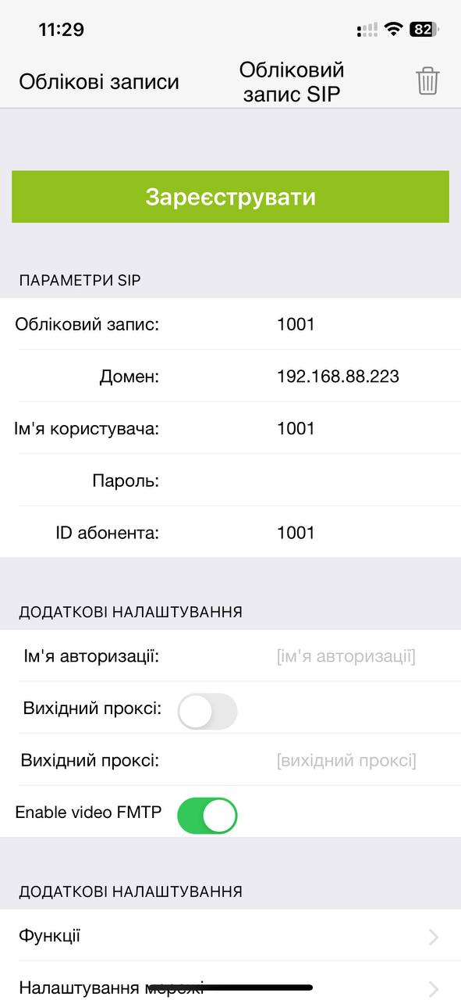 11:29
82
Облікові записи
Обліковий
запис SIP
Зареєструвати
ПАРАМЕТРИ SIP
Обліковий запис: 1001
Домен: 192.168.88.223
Ім'я користувача: 1001
Пароль:
ID абонента: 1001
ДОДАТКОВІ НАЛАШТУВАННЯ
Ім'я авторизації: [ім'я авторизації]
Вихідний проксі:
Вихідний проксі: [вихідний проксі]
Enable video FMTP
ДОДАТКОВІ НАЛАШТУВАННЯ
Функції
Налаштування мережі